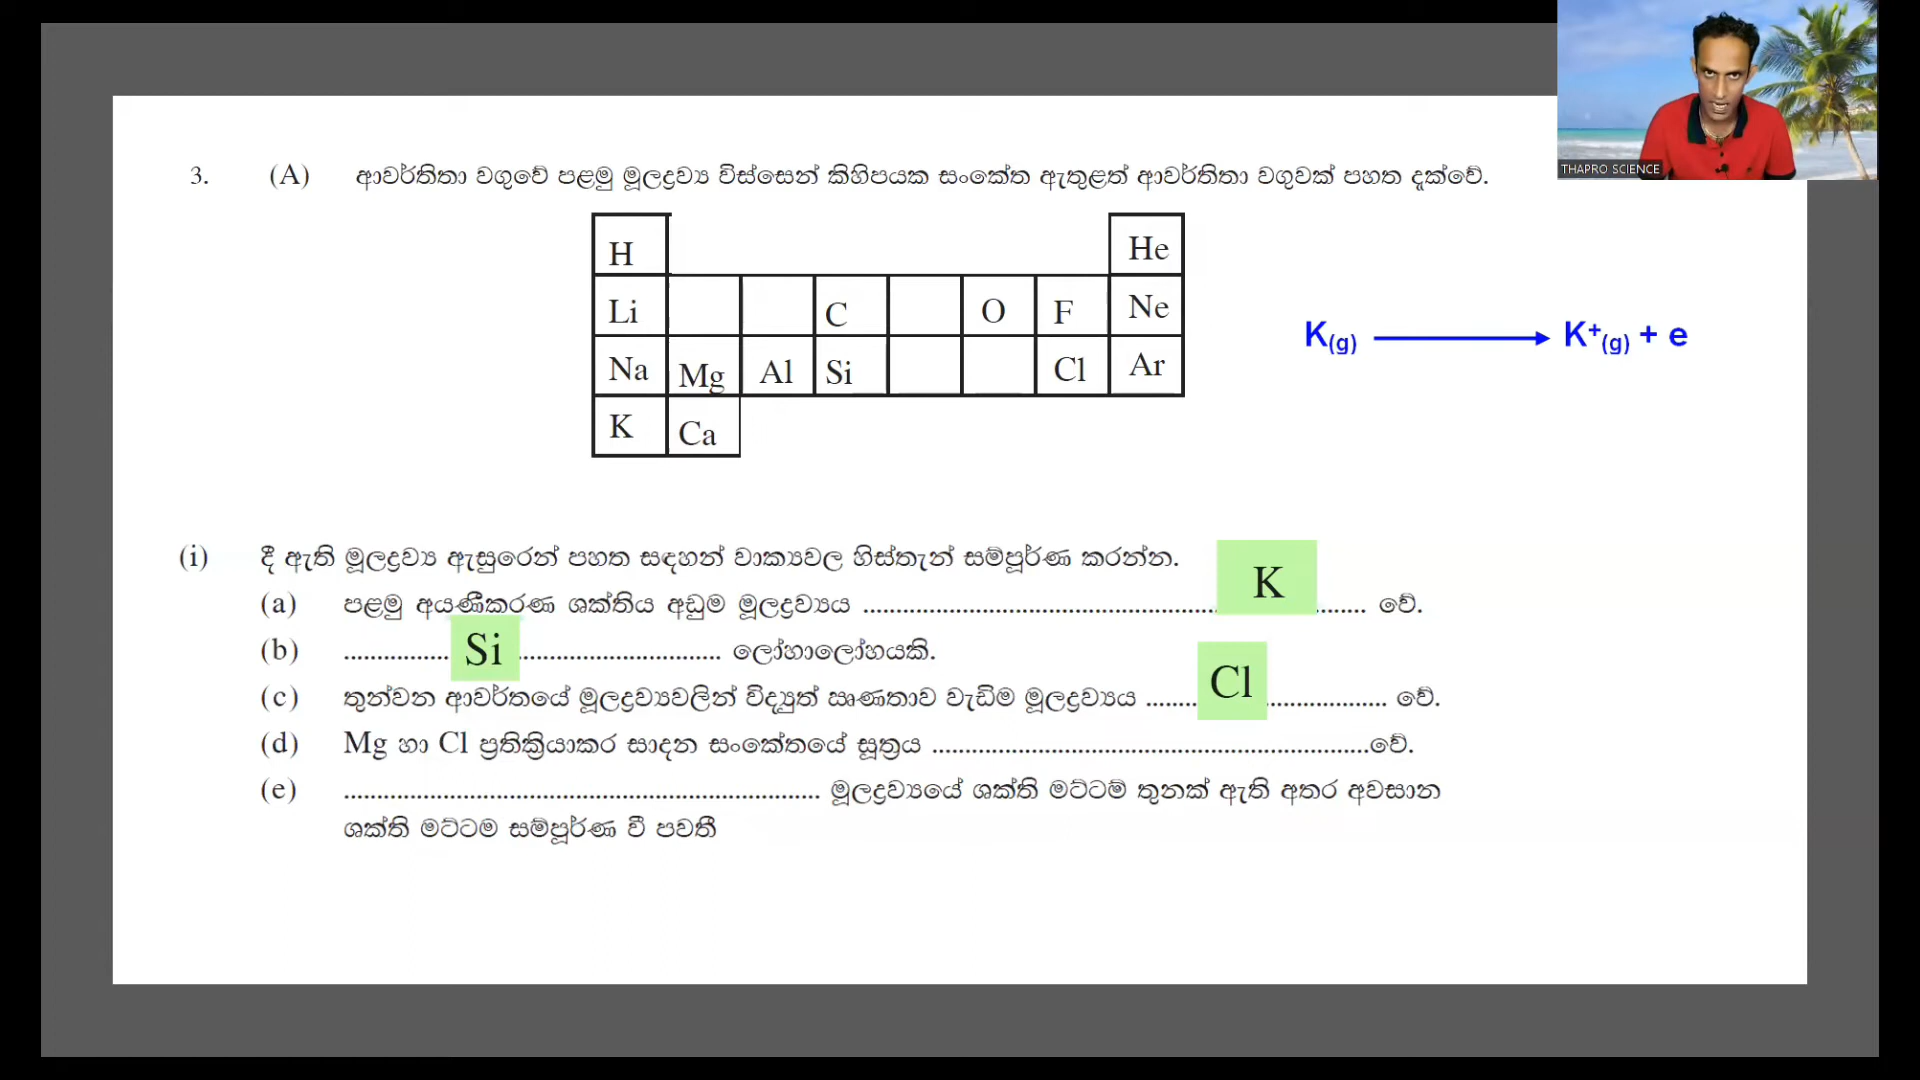 THAPRO SCIENCE
3. (A) ආවර්තිතා වගුවේ පළමු මූලද්‍රව්‍ය විස්සෙන් කිහිපයක සංකේත ඇතුළත් ආවර්තිතා වගුවක් පහත දැක්වේ.
H He
Li C O F Ne
Na Mg Al Si Cl Ar
K Ca
K(g) → K⁺(g) + e
(i) දී ඇති මූලද්‍රව්‍ය ඇසුරෙන් පහත සඳහන් වාක්‍යවල හිස්තැන් සම්පූර්ණ කරන්න.
(a) පළමු අයණීකරණ ශක්තිය අඩුම මූලද්‍රව්‍යය .......... K .......... වේ.
(b) .......... Si .......... ලෝහාලෝහයකි.
(c) තුන්වන ආවර්තයේ මූලද්‍රව්‍යවලින් විද්‍යුත් ඍණතාව වැඩිම මූලද්‍රව්‍යය .......... Cl .......... වේ.
(d) Mg හා Cl ප්‍රතික්‍රියාකර සාදන සංකේතයේ සූත්‍රය ....................වේ.
(e) .................... මූලද්‍රව්‍යයේ ශක්ති මට්ටම් තුනක් ඇති අතර අවසාන
ශක්ති මට්ටම සම්පූර්ණ වී පවතී